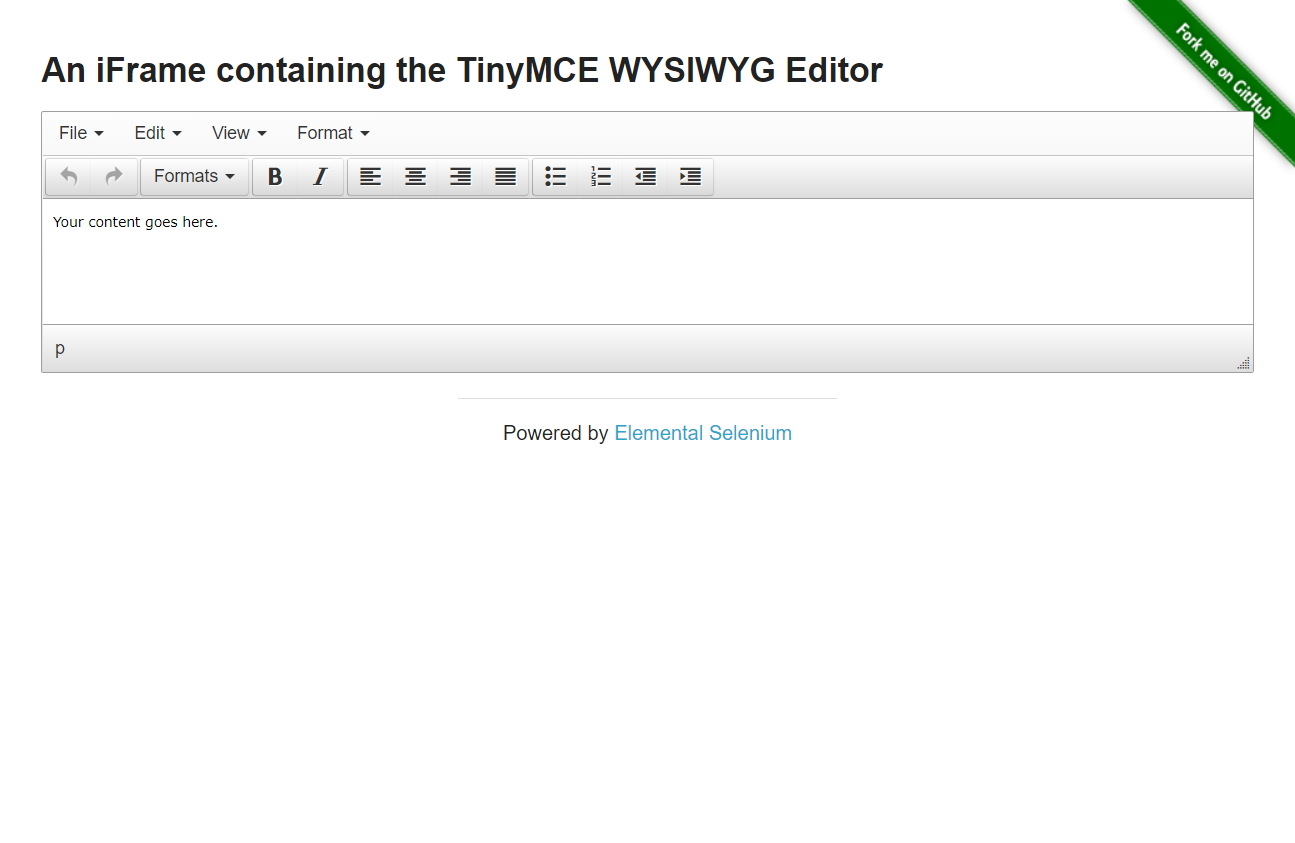 Fork me on GitHub
An iFrame containing the TinyMCE WYSIWYG Editor
File Edit View Format
Formats B I
Your content goes here.
p
Powered by Elemental Selenium